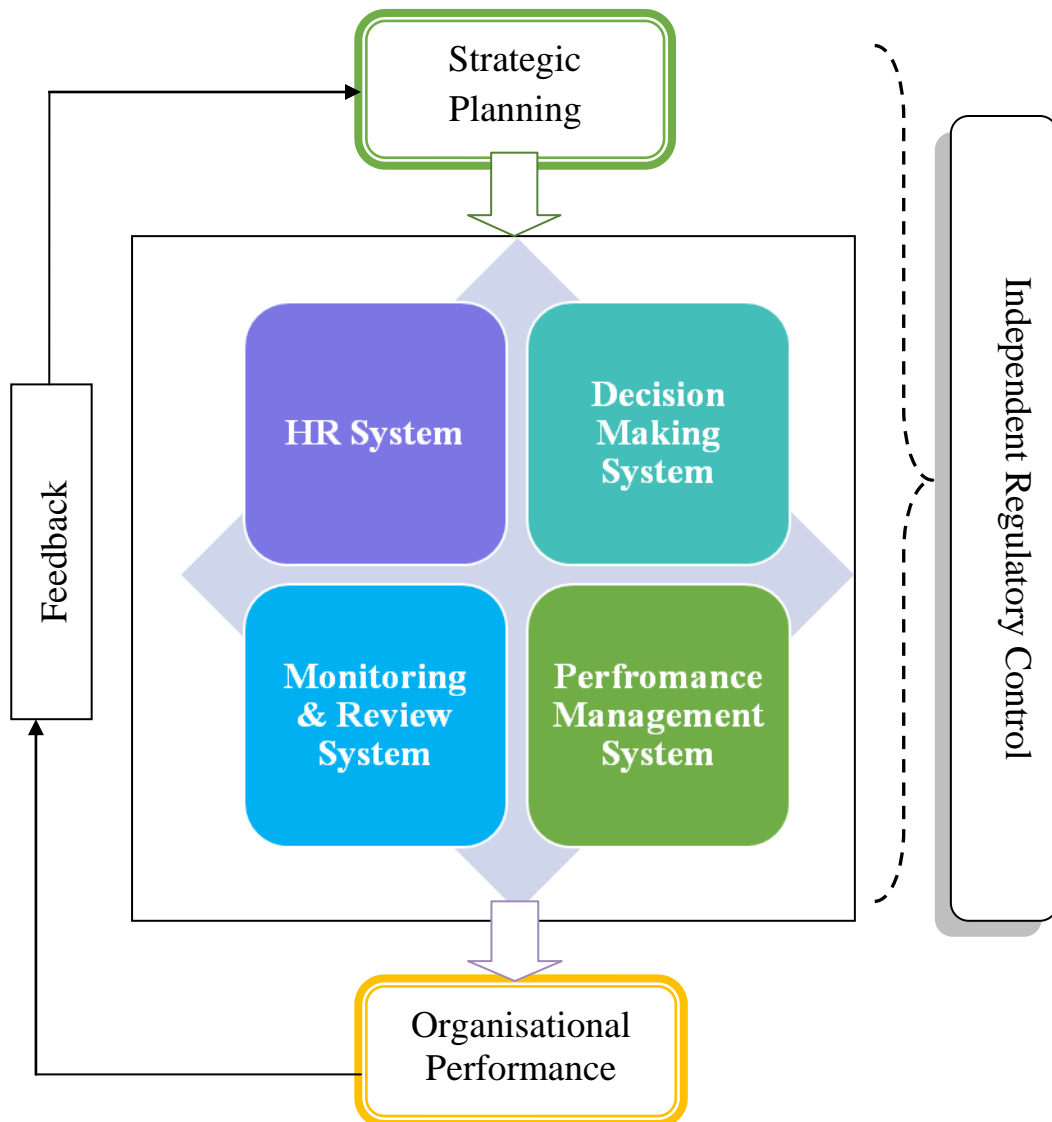 Strategic
Planning
HR System
Decision
Making
System
Monitoring
& Review
System
Perfromance
Management
System
Organisational
Performance
Feedback
Independent Regulatory Control